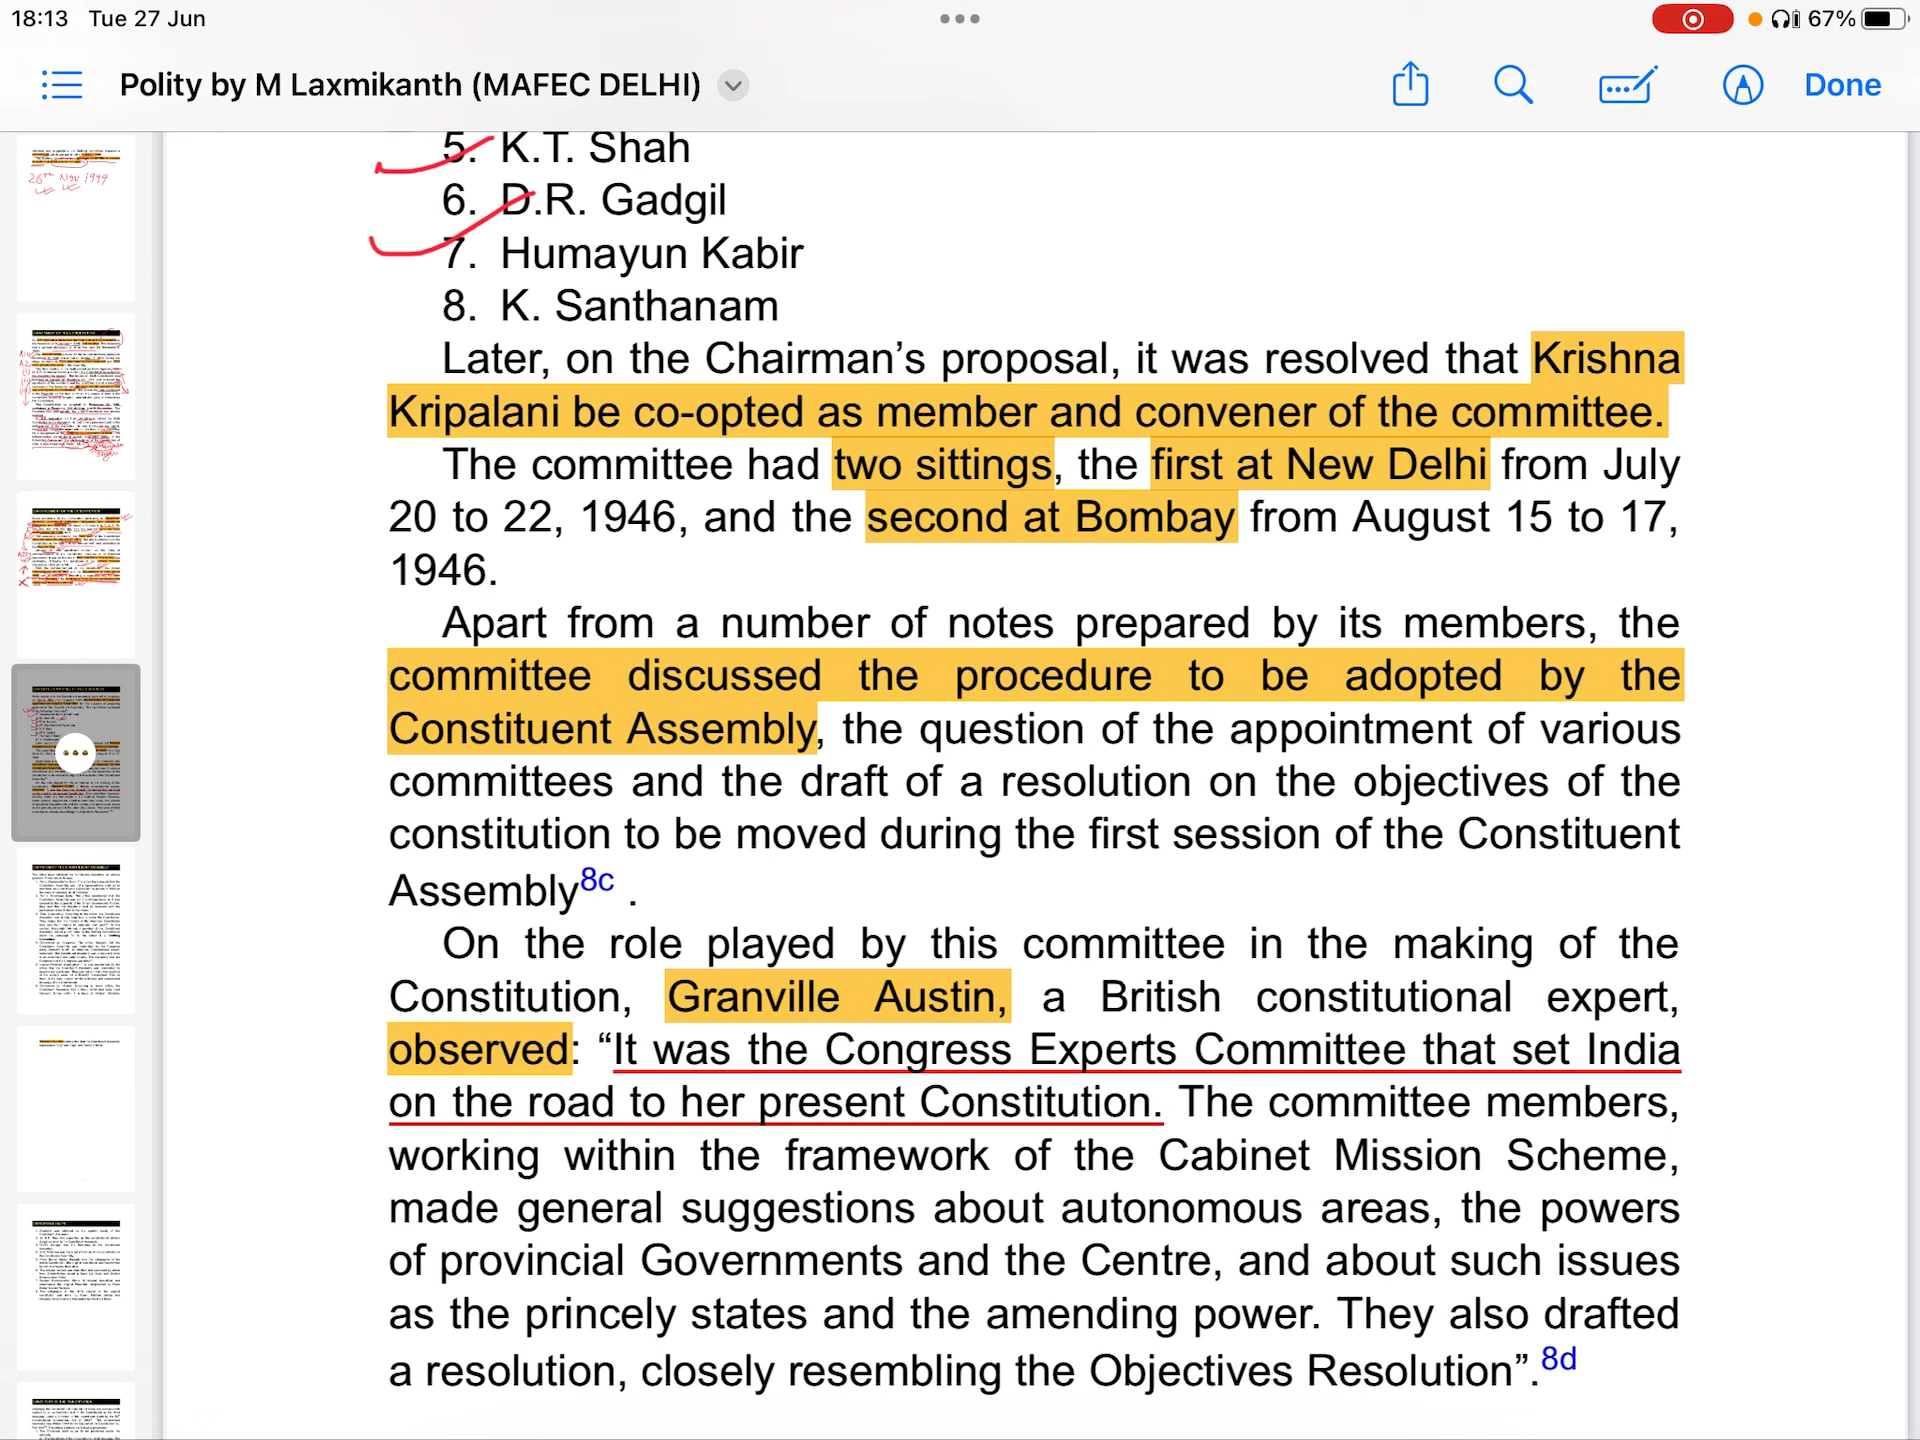 18:13 Tue 27 Jun
67%
Polity by M Laxmikanth (MAFEC DELHI)
Done
26th Nov 1949
5. K.T. Shah
6. D.R. Gadgil
7. Humayun Kabir
8. K. Santhanam
Later, on the Chairman’s proposal, it was resolved that Krishna
Kripalani be co-opted as member and convener of the committee.
The committee had two sittings, the first at New Delhi from July
20 to 22, 1946, and the second at Bombay from August 15 to 17,
1946.
Apart from a number of notes prepared by its members, the
committee discussed the procedure to be adopted by the
Constituent Assembly, the question of the appointment of various
committees and the draft of a resolution on the objectives of the
constitution to be moved during the first session of the Constituent
Assembly8c .
On the role played by this committee in the making of the
Constitution, Granville Austin, a British constitutional expert,
observed: “It was the Congress Experts Committee that set India
on the road to her present Constitution. The committee members,
working within the framework of the Cabinet Mission Scheme,
made general suggestions about autonomous areas, the powers
of provincial Governments and the Centre, and about such issues
as the princely states and the amending power. They also drafted
a resolution, closely resembling the Objectives Resolution”.8d